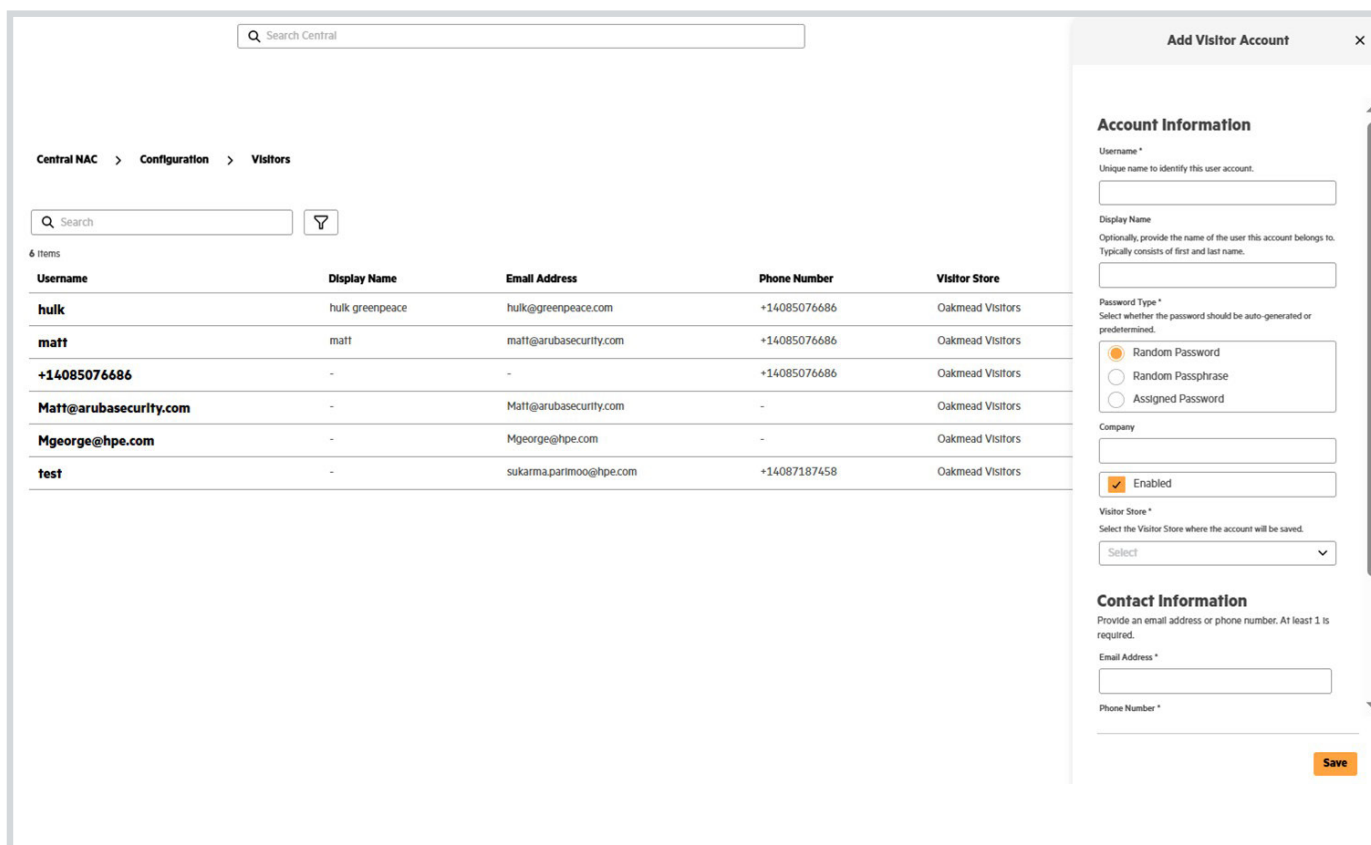 Search Central
Central NAC > Configuration > Visitors
Search
6 items
Username Display Name Email Address Phone Number Visitor Store
hulk hulk greenpeace hulk@greenpeace.com +14085076686 Oakmead Visitors
matt matt matt@arubasecurity.com +14085076686 Oakmead Visitors
+14085076686 - - +14085076686 Oakmead Visitors
Matt@arubasecurity.com - Matt@arubasecurity.com - Oakmead Visitors
Mgeorge@hpe.com - Mgeorge@hpe.com - Oakmead Visitors
test - sukarma.parimoo@hpe.com +14087187458 Oakmead Visitors
Add Visitor Account
Account Information
Username *
Unique name to identify this user account.
Display Name
Optionally, provide the name of the user this account belongs to.
Typically consists of first and last name.
Password Type *
Select whether the password should be auto-generated or
predetermined.
Random Password
Random Passphrase
Assigned Password
Company
Enabled
Visitor Store *
Select the Visitor Store where the account will be saved.
Select
Contact Information
Provide an email address or phone number. At least 1 is
required.
Email Address *
Phone Number *
Save